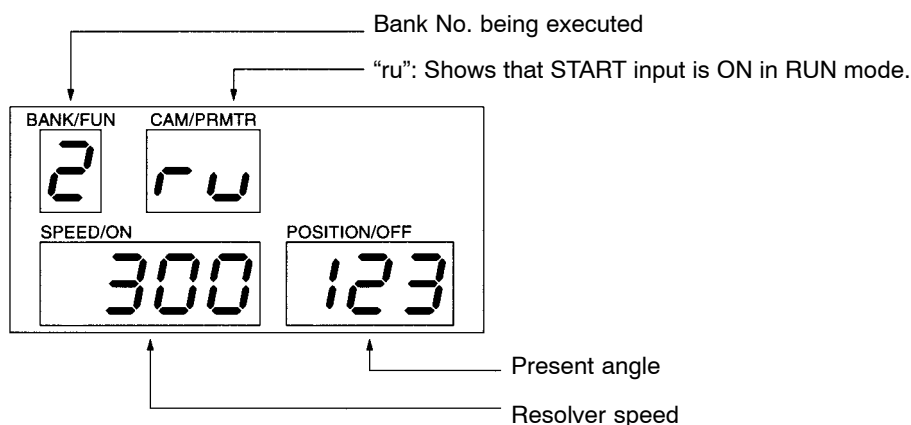 Bank No. being executed
“ru”: Shows that START input is ON in RUN mode.
BANK/FUN CAM/PRMTR
2 ru
SPEED/ON POSITION/OFF
300 123
Present angle
Resolver speed